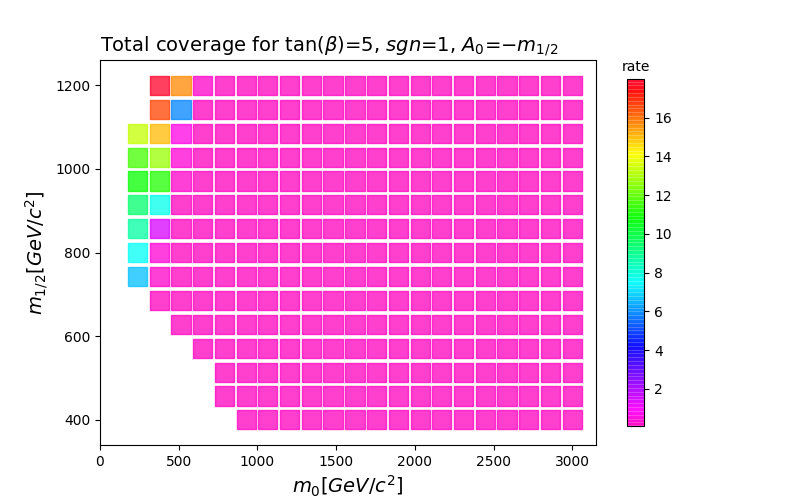 Total coverage for tan(β)=5, sgn=1, A₀=−m₁/₂
rate
1200
1000
800
600
400
m₁/₂[GeV/c²]
16
14
12
10
8
6
4
2
0 500 1000 1500 2000 2500 3000
m₀[GeV/c²]